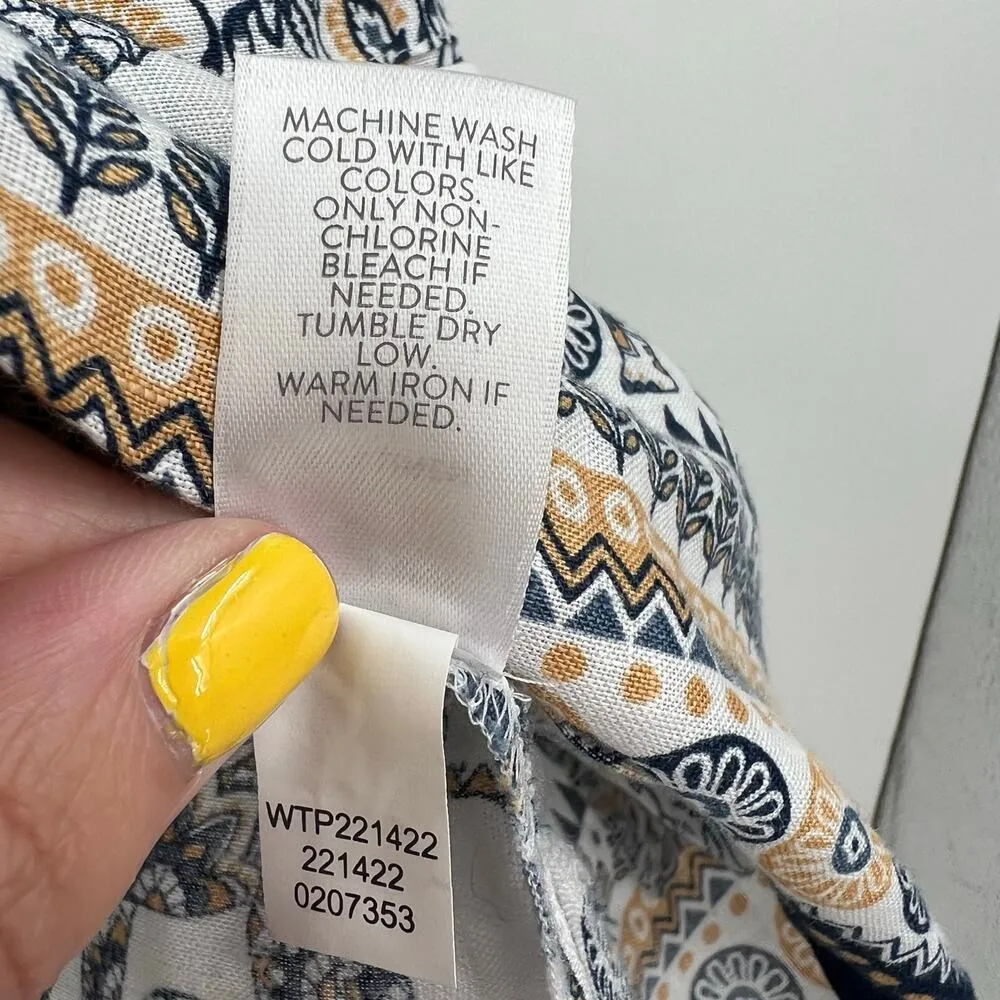 MACHINE WASH
COLD WITH LIKE
COLORS.
ONLY NON-
CHLORINE
BLEACH IF
NEEDED.
TUMBLE DRY
LOW.
WARM IRON IF
NEEDED.
WTP221422
221422
0207353